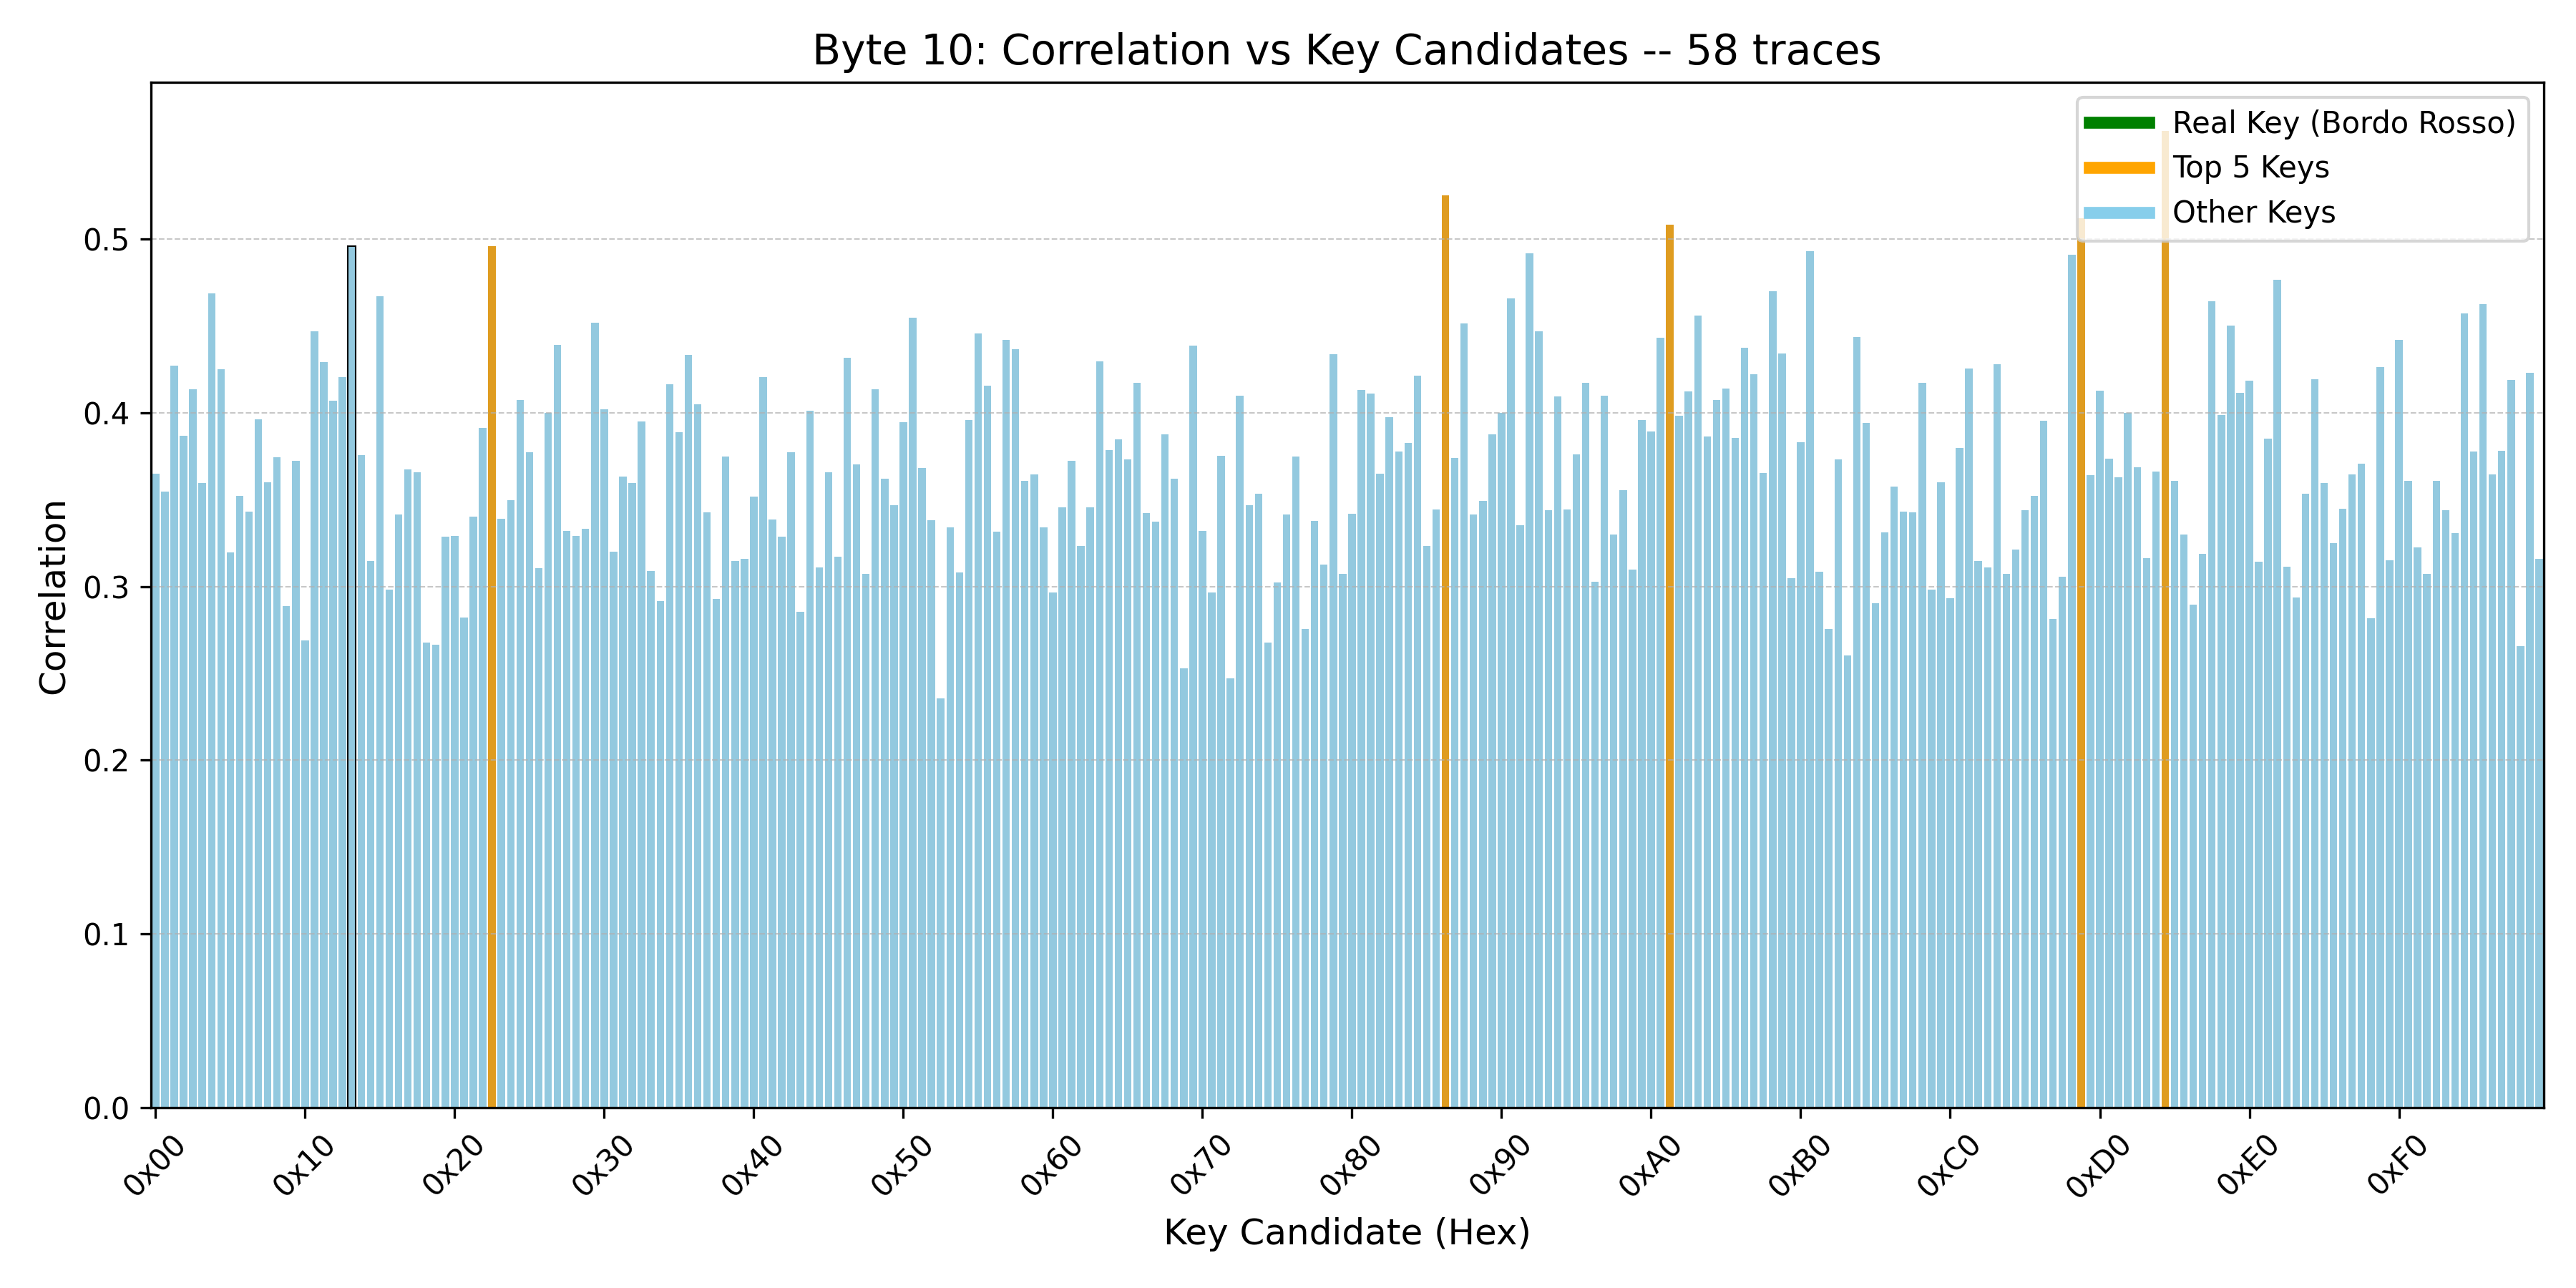 Byte 10: Correlation vs Key Candidates -- 58 traces
Real Key (Bordo Rosso)
Top 5 Keys
Other Keys
Correlation
0.5
0.4
0.3
0.2
0.1
0.0
0x00 0x10 0x20 0x30 0x40 0x50 0x60 0x70 0x80 0x90 0xA0 0xB0 0xC0 0xD0 0xE0 0xF0
Key Candidate (Hex)